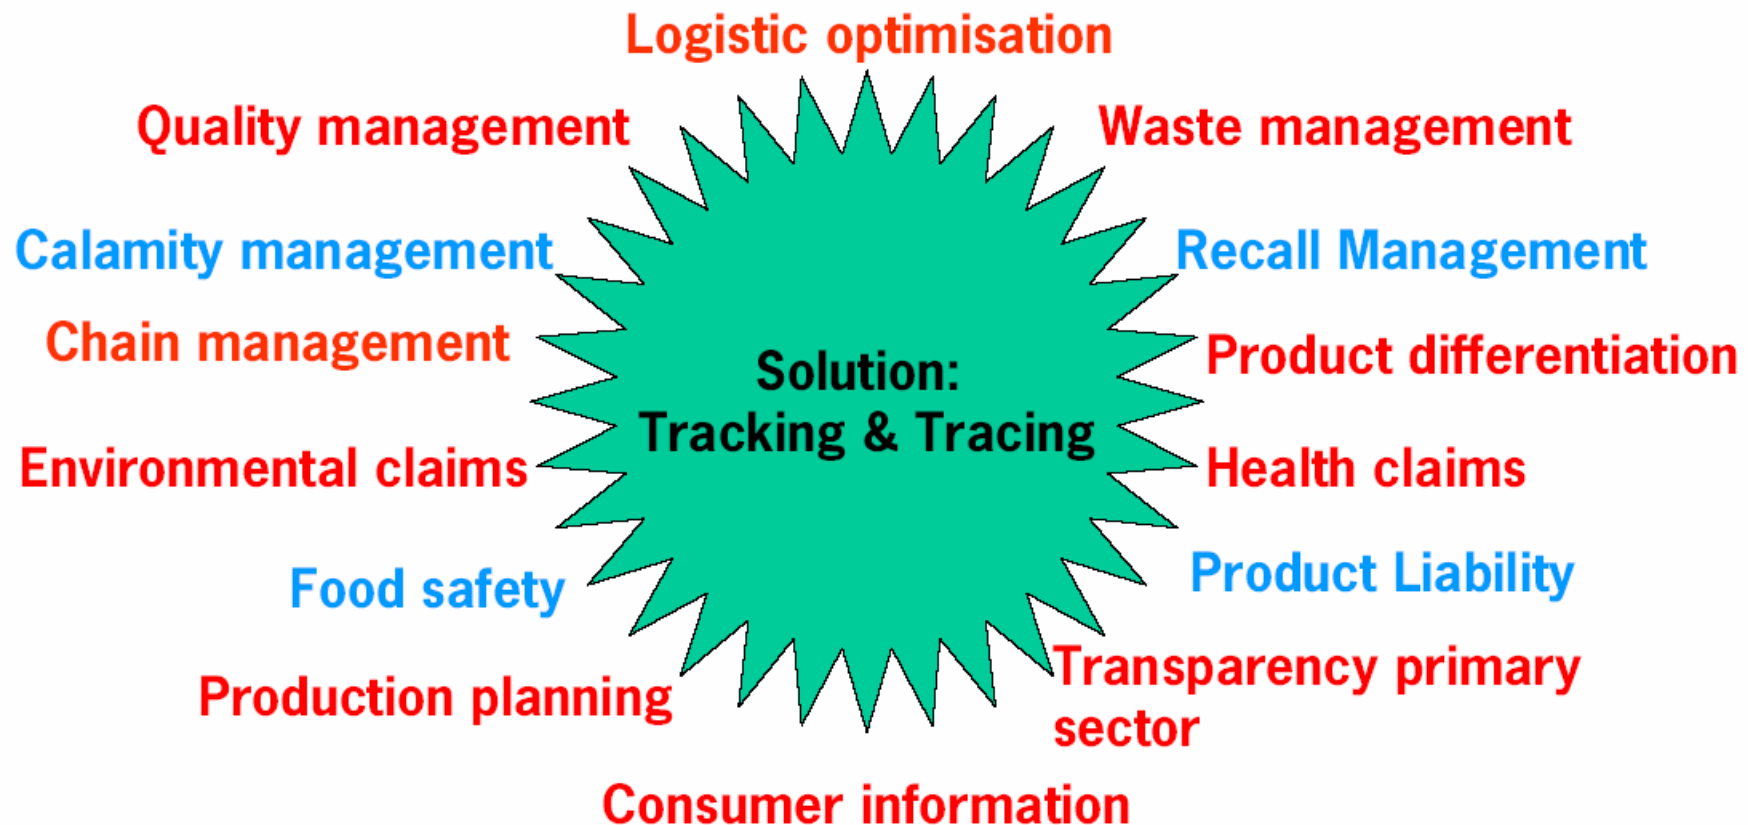 Logistic optimisation
Quality management
Waste management
Calamity management
Recall Management
Chain management
Product differentiation
Solution:
Tracking & Tracing
Environmental claims
Health claims
Food safety
Product Liability
Production planning
Transparency primary
sector
Consumer information